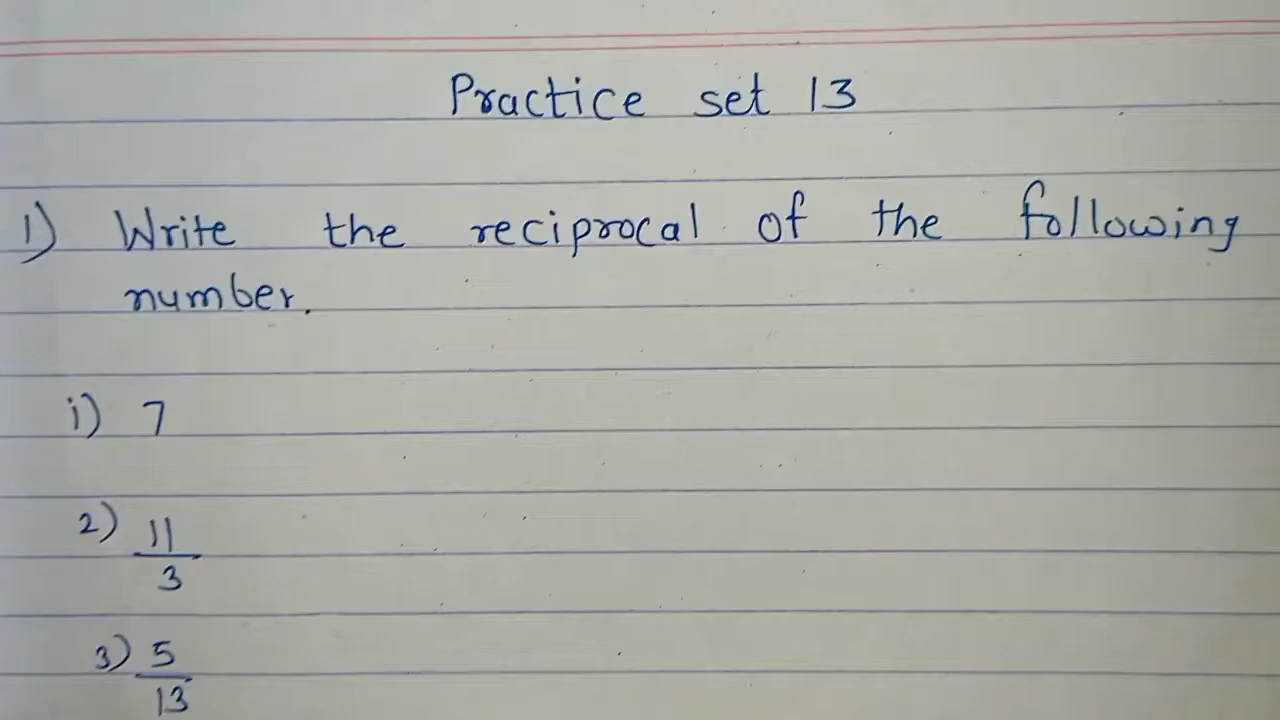 Practice set 13
1) Write the reciprocal of the following
number.
i) 7
2) 11/3
3) 5/13